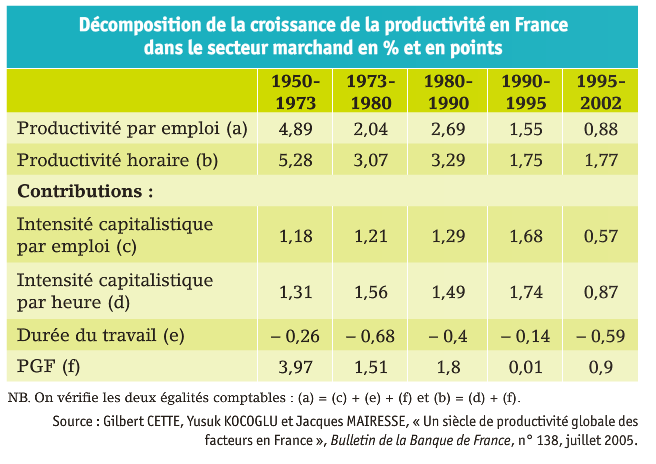 Décomposition de la croissance de la productivité en France
dans le secteur marchand en % et en points
1950- 1973- 1980- 1990- 1995-
1973 1980 1990 1995 2002
Productivité par emploi (a) 4,89 2,04 2,69 1,55 0,88
Productivité horaire (b) 5,28 3,07 3,29 1,75 1,77
Contributions :
Intensité capitalistique
par emploi (c) 1,18 1,21 1,29 1,68 0,57
Intensité capitalistique
par heure (d) 1,31 1,56 1,49 1,74 0,87
Durée du travail (e) – 0,26 – 0,68 – 0,4 – 0,14 – 0,59
PGF (f) 3,97 1,51 1,8 0,01 0,9
NB. On vérifie les deux égalités comptables : (a) = (c) + (e) + (f) et (b) = (d) + (f).
Source : Gilbert CETTE, Yusuk KOCOGLU et Jacques MAIRESSE, « Un siècle de productivité globale des
facteurs en France », Bulletin de la Banque de France, n° 138, juillet 2005.